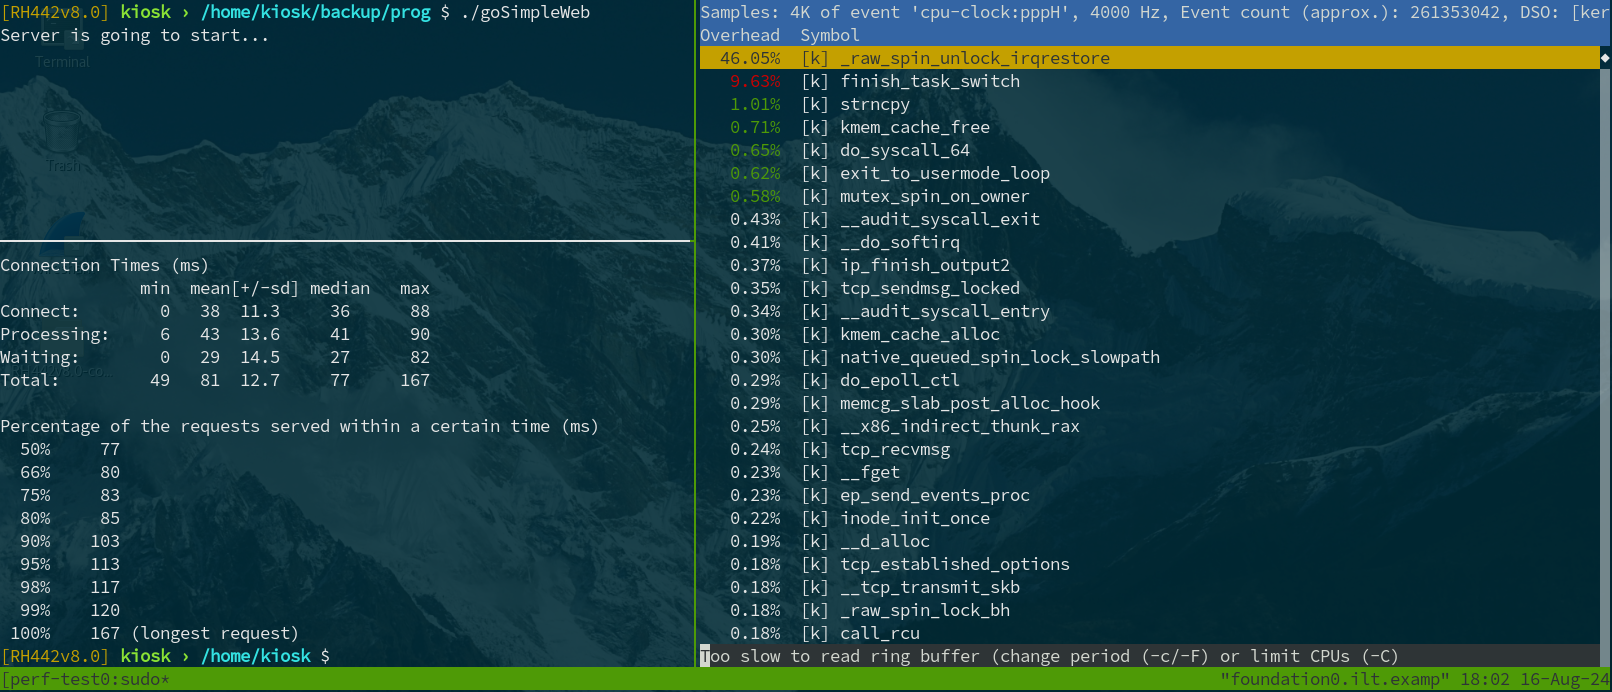 [RH442v8.0] kiosk › /home/kiosk/backup/prog $ ./goSimpleWeb
Server is going to start...
Terminal
Trash
Connection Times (ms)
min mean[+/-sd] median max
Connect: 0 38 11.3 36 88
Processing: 6 43 13.6 41 90
Waiting: 0 29 14.5 27 82
Total: 49 81 12.7 77 167
Percentage of the requests served within a certain time (ms)
50% 77
66% 80
75% 83
80% 85
90% 103
95% 113
98% 117
99% 120
100% 167 (longest request)
[RH442v8.0] kiosk › /home/kiosk $
Samples: 4K of event 'cpu-clock:pppH', 4000 Hz, Event count (approx.): 261353042, DSO: [ker
Overhead Symbol
46.05% [k] _raw_spin_unlock_irqrestore
9.63% [k] finish_task_switch
1.01% [k] strncpy
0.71% [k] kmem_cache_free
0.65% [k] do_syscall_64
0.62% [k] exit_to_usermode_loop
0.58% [k] mutex_spin_on_owner
0.43% [k] __audit_syscall_exit
0.41% [k] __do_softirq
0.37% [k] ip_finish_output2
0.35% [k] tcp_sendmsg_locked
0.34% [k] __audit_syscall_entry
0.30% [k] kmem_cache_alloc
0.30% [k] native_queued_spin_lock_slowpath
0.29% [k] do_epoll_ctl
0.29% [k] memcg_slab_post_alloc_hook
0.25% [k] __x86_indirect_thunk_rax
0.24% [k] tcp_recvmsg
0.23% [k] __fget
0.23% [k] ep_send_events_proc
0.22% [k] inode_init_once
0.19% [k] __d_alloc
0.18% [k] tcp_established_options
0.18% [k] __tcp_transmit_skb
0.18% [k] _raw_spin_lock_bh
0.18% [k] call_rcu
Too slow to read ring buffer (change period (-c/-F) or limit CPUs (-C)
[perf-test0:sudo* "foundation0.ilt.examp" 18:02 16-Aug-24